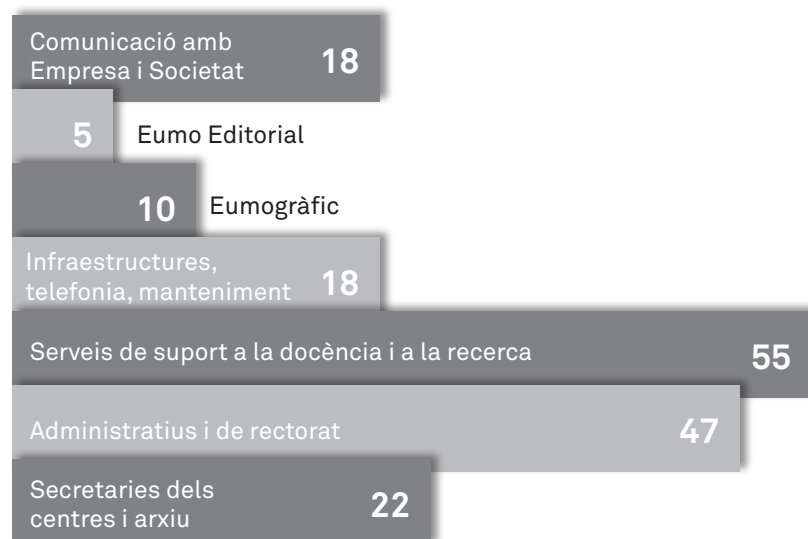 Comunicació amb
Empresa i Societat 18
5 Eumo Editorial
10 Eumogràfic
Infraestructures,
telefonia, manteniment 18
Serveis de suport a la docència i a la recerca 55
Administratius i de rectorat 47
Secretaries dels
centres i arxiu 22